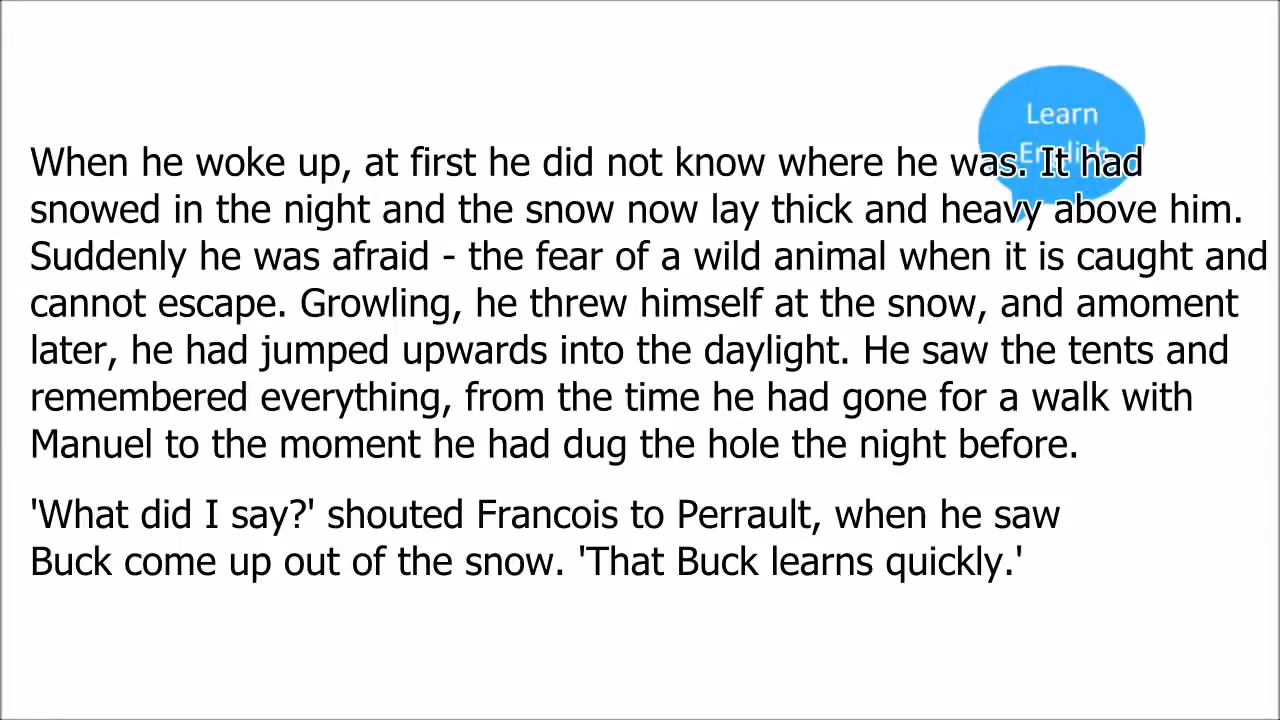 Learn
English
When he woke up, at first he did not know where he was. It had
snowed in the night and the snow now lay thick and heavy above him.
Suddenly he was afraid - the fear of a wild animal when it is caught and
cannot escape. Growling, he threw himself at the snow, and amoment
later, he had jumped upwards into the daylight. He saw the tents and
remembered everything, from the time he had gone for a walk with
Manuel to the moment he had dug the hole the night before.
'What did I say?' shouted Francois to Perrault, when he saw
Buck come up out of the snow. 'That Buck learns quickly.'